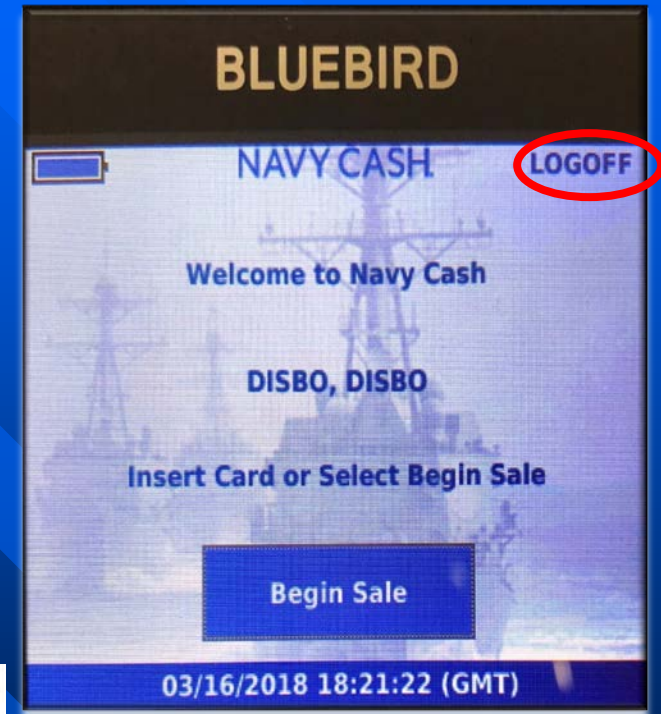 BLUEBIRD
NAVY CASH LOGOFF
Welcome to Navy Cash
DISBO, DISBO
Insert Card or Select Begin Sale
Begin Sale
03/16/2018 18:21:22 (GMT)